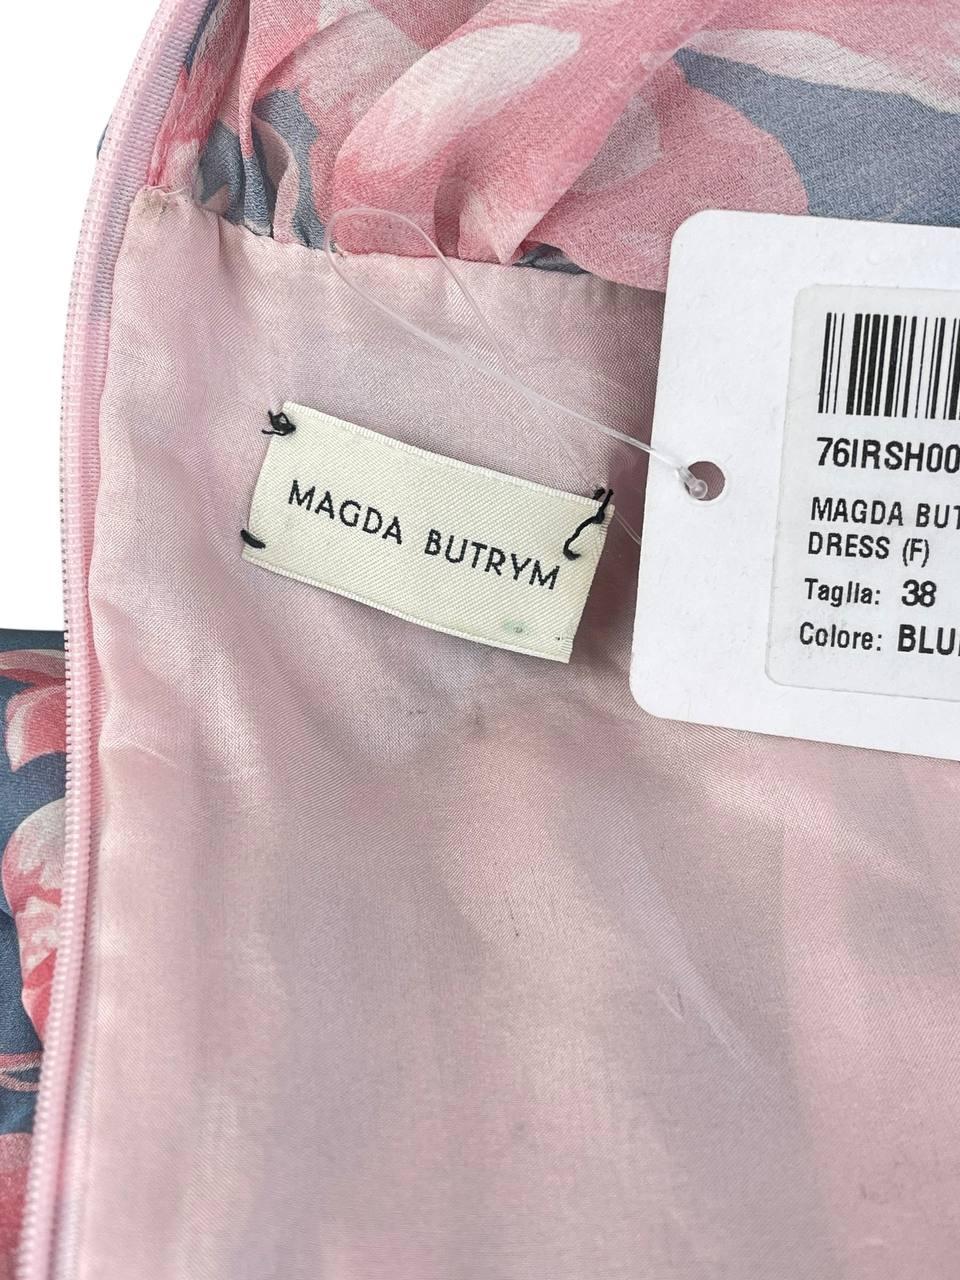 MAGDA BUTRYM
76IRSH00
MAGDA BUT
DRESS (F)
Taglia: 38
Colore: BLU